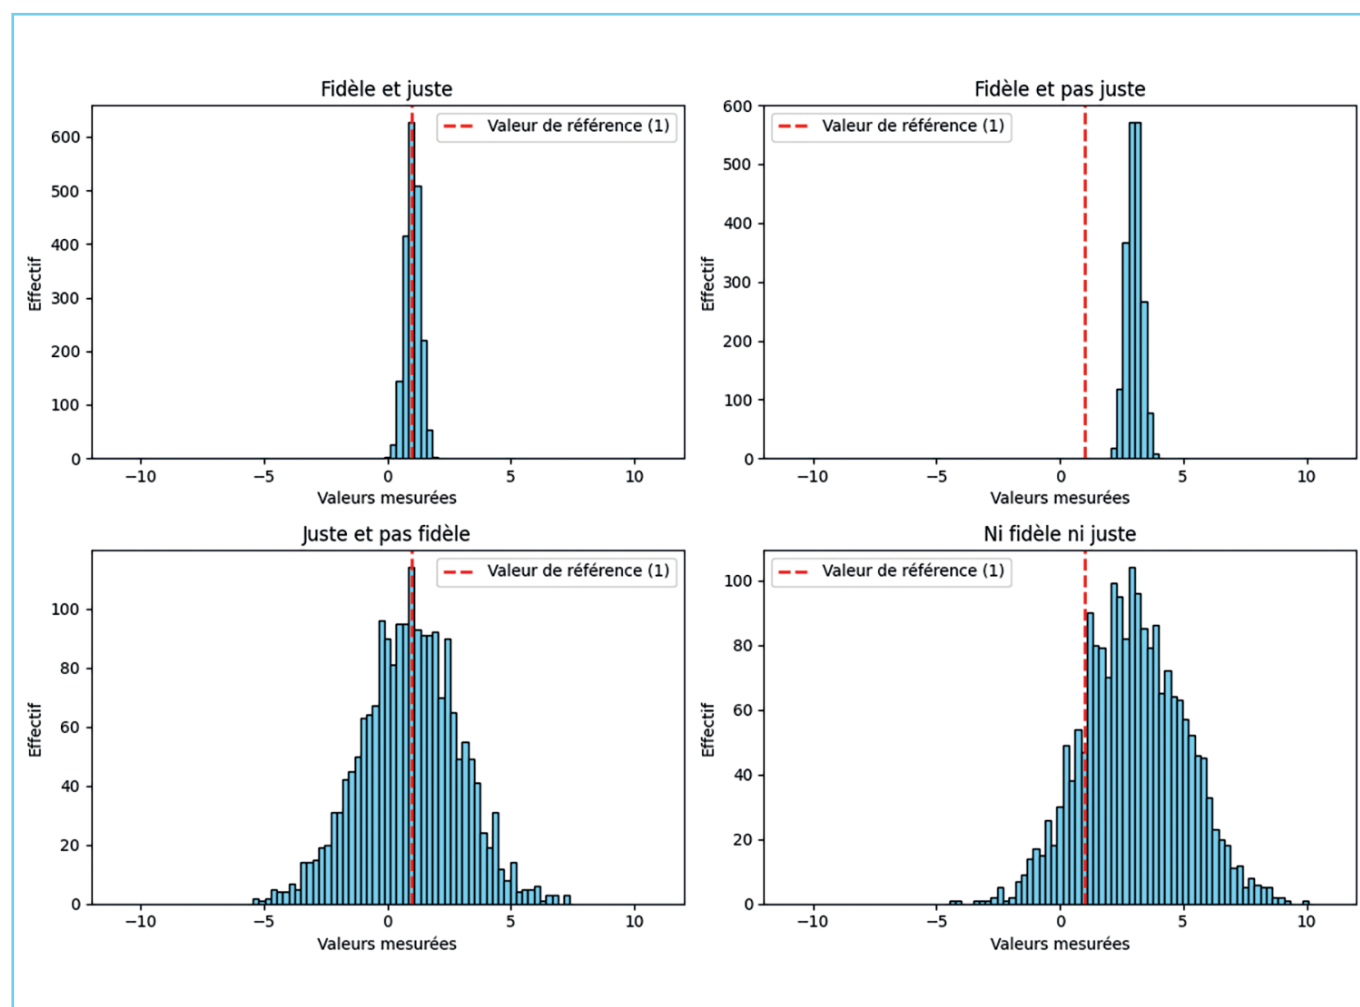 Fidèle et juste
Valeur de référence (1)
Effectif
600
500
400
300
200
100
0
−10
−5
0
5
10
Valeurs mesurées
Fidèle et pas juste
Valeur de référence (1)
Effectif
600
500
400
300
200
100
0
−10
−5
0
5
10
Valeurs mesurées
Juste et pas fidèle
Valeur de référence (1)
Effectif
100
80
60
40
20
0
−10
−5
0
5
10
Valeurs mesurées
Ni fidèle ni juste
Valeur de référence (1)
Effectif
100
80
60
40
20
0
−10
−5
0
5
10
Valeurs mesurées